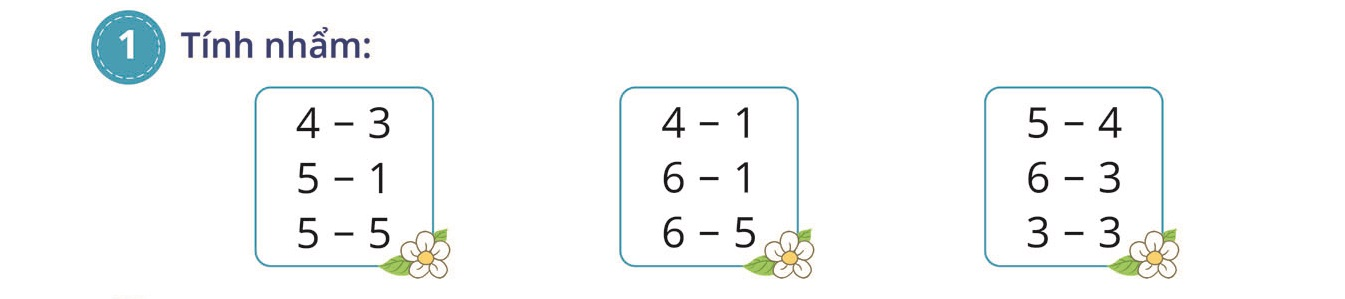 1 Tính nhẩm:
4 – 3
5 – 1
5 – 5
4 – 1
6 – 1
6 – 5
5 – 4
6 – 3
3 – 3